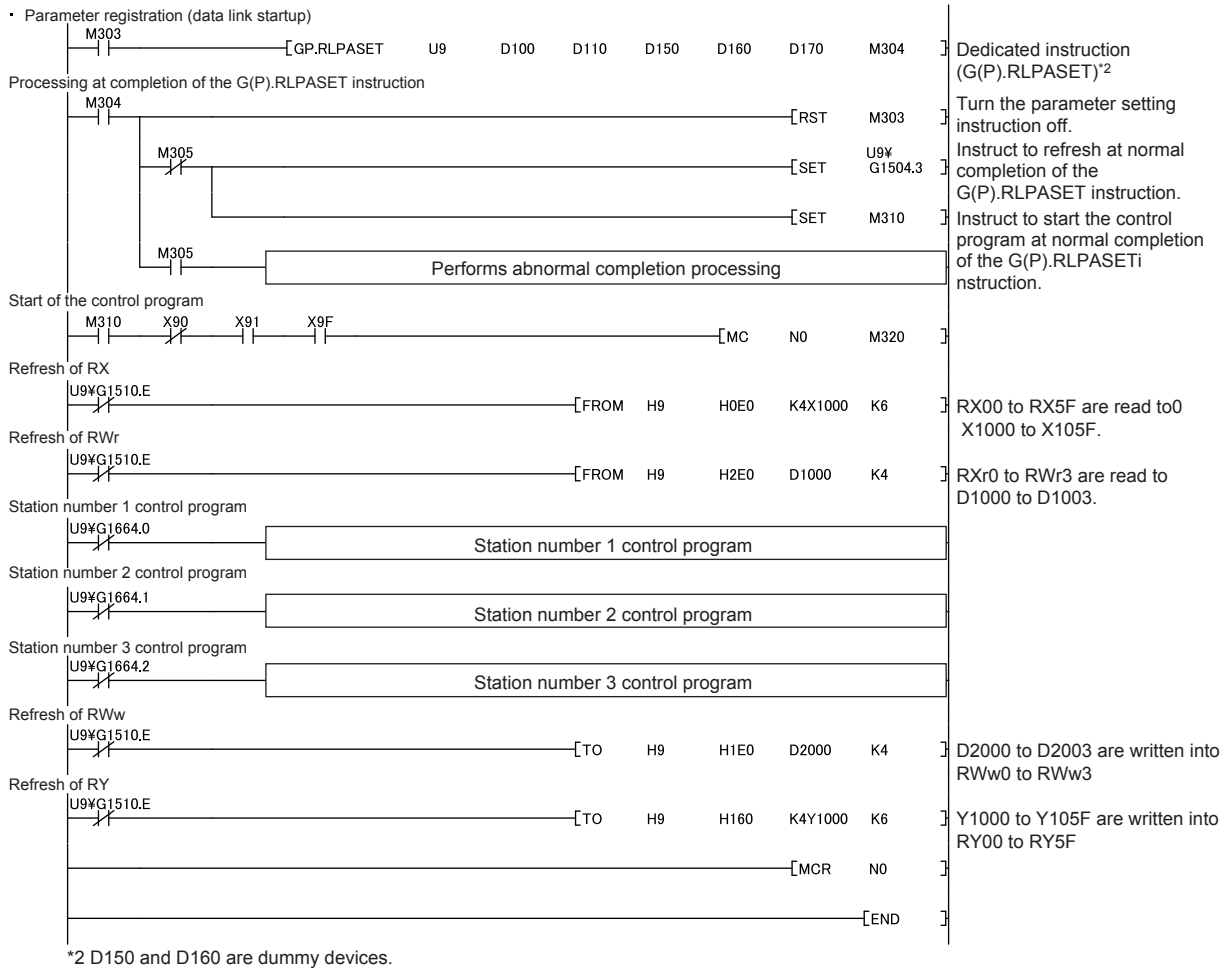 ▪ Parameter registration (data link startup)
M303
GP.RLPASET U9 D100 D110 D150 D160 D170 M304
Dedicated instruction
(G(P).RLPASET)*2
Processing at completion of the G(P).RLPASET instruction
M304
RST M303
Turn the parameter setting
instruction off.
M305
SET U9¥
G1504.3
Instruct to refresh at normal
completion of the
G(P).RLPASET instruction.
SET M310
Instruct to start the control
program at normal completion
of the G(P).RLPASETi
nstruction.
M305
Performs abnormal completion processing
Start of the control program
M310 X90 X91 X9F
MC N0 M320
Refresh of RX
U9¥G1510.E
FROM H9 H0E0 K4X1000 K6
RX00 to RX5F are read to0
X1000 to X105F.
Refresh of RWr
U9¥G1510.E
FROM H9 H2E0 D1000 K4
RXr0 to RWr3 are read to
D1000 to D1003.
Station number 1 control program
U9¥G1664.0
Station number 1 control program
Station number 2 control program
U9¥G1664.1
Station number 2 control program
Station number 3 control program
U9¥G1664.2
Station number 3 control program
Refresh of RWw
U9¥G1510.E
TO H9 H1E0 D2000 K4
D2000 to D2003 are written into
RWw0 to RWw3
Refresh of RY
U9¥G1510.E
TO H9 H160 K4Y1000 K6
Y1000 to Y105F are written into
RY00 to RY5F
MCR N0
END
*2 D150 and D160 are dummy devices.